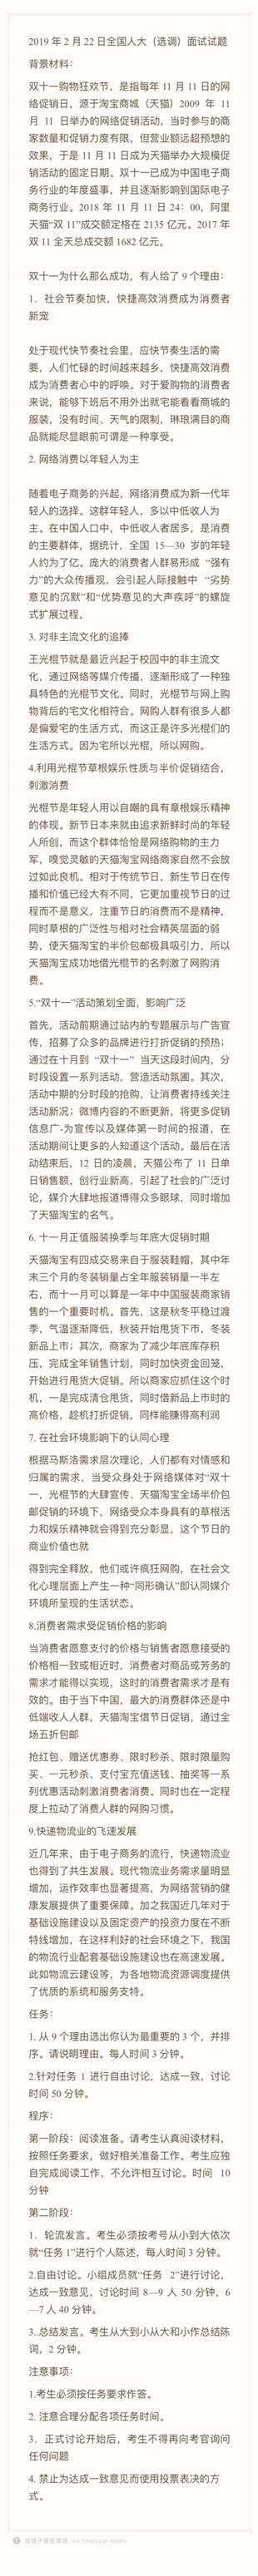 2019 年 2 月 22 日全国人大（选调）面试试题
背景材料：
双十一购物狂欢节，是指每年 11 月 11 日的网
络促销日，源于淘宝商城（天猫）2009 年 11
月 11 日举办的网络促销活动，当时参与的商
家数量和促销力度有限，但营业额远超预想的
效果，于是 11 月 11 日成为天猫举办大规模促
销活动的固定日期。双十一已成为中国电子商
务行业的年度盛事，并且逐渐影响到国际电子
商务行业。2018 年 11 月 11 日 24：00，阿里
天猫“双 11”成交额定格在 2135 亿元。2017 年
双 11 全天总成交额 1682 亿元。
双十一为什么那么成功，有人给了 9 个理由：
1. 社会节奏加快，快捷高效消费成为消费者
新宠
处于现代快节奏社会里，应快节奏生活的需
要，人们忙碌的时间越来越乡，快捷高效消费
成为消费者心中的呼唤。对于爱购物的消费者
来说，能够下班后不用外出就宅能看看商城的
服装，没有时间、天气的限制，琳琅满目的商
品就能尽显眼前可谓是一种享受。
2. 网络消费以年轻人为主
随着电子商务的兴起，网络消费成为新一代年
轻人的选择。这群年轻人，多以中低收人为
主。在中国人口中，中低收人者居多，是消费
的主要群体，据统计，全国 15—30 岁的年轻
人约为了亿。庞大的消费者人群易形成 “强有
力”的大众传播观，会引起人际接触中 “劣势
意见的沉默”和“优势意见的大声疾呼”的螺旋
式扩展过程，
3. 对非主流文化的追捧
王光棍节就是最近兴起于校园中的非主流文
化，通过网络等媒介传播，逐渐形成了一种独
具特色的光棍节文化。同时，光棍节与网上购
物背后的宅文化相符合。网购人群有很多人都
是偏爱宅的生活方式，而这正是许多光棍们的
生活方式。因为宅所以光棍，所以网购。
4.利用光棍节草根娱乐性质与半价促销结合，
刺激消费
光棍节是年轻人用以自嘲的具有章根娱乐精神
的体现。新节日本来就由追求新鲜时尚的年轻
人所创，而这个群体恰恰是网络购物的主力
军，嗅觉灵敏的天猫淘宝网络商家自然不会放
过如此良机。相对于传统节日，新生节日在传
播和价值已经大有不同，它更加重视节日的过
程而不是意义，注重节日的消费而不是精神，
同时草根的广泛性与相对社会精英层面的弱
势，使天猫淘宝的半价包邮极具吸引力，所以
天猫淘宝成功地借光棍节的名刺激了网购消
费。
5.“双十一”活动策划全面，影响广泛
首先，活动前期通过站内的专题展示与广告宣
传，招募了众多的品牌进行打折促销的预热；
通过在十月到 “双十一” 当天这段时间内，分
时段设置一系列活动，营造活动氛围。其次，
活动中期的分时段的抢购，让消费者持线关注
活动新况；微博内容的不断更新，将更多促销
信息广-为宣传以及媒体第一时间的报道，在
活动期间让更多的人知道这个活动。最后在活
动结束后，12 日的凌晨，天猫公布了 11 日单
日销售额，创行业新高，引起了社会的广泛讨
论，媒介大肆地报道博得众多眼球，同时增加
了天猫淘宝的名气。
6. 十一月正值服装换季与年底大促销时期
天猫淘宝有四成交易来自于服装鞋帽，其中年
末三个月的冬装销量占全年服装销量一半左
右，而十一月可以算是一年中中国服装商家销
售的一个重要时机。首先，这是秋冬平稳过渡
季，气温逐渐降低，秋装开始甩货下市，冬装
新品上市；其次，商家为了减少年底库存积
压，完成全年销售计划，同时加快资金回笼，
开始进行甩货大促销。所以商家应抓住这个时
机，一是完成清仓甩货，同时借新品上市时的
高价格，趁机打折促销，同样能赚得高利润
7. 在社会环境影响下的认同心理
根据马斯洛需求层次理论，人们都有对情感和
归属的需求，当受众身处于网络媒体对“双十
一，光棍节的大肆宣传、天猫淘宝全场半价包
邮促销的环境下，网络受众本身具有的草根活
力和娱乐精神就会得到充分彰显，这个节日的
商业价值也就
得到完全释放，他们或许疯狂网购，在社会文
化心理层面上产生一种“同形确认”即认同媒介
环境所呈现的生活状态。
8.消费者需求受促销价格的影响
当消费者愿意支付的价格与销售者愿意接受的
价格相一致或相近时，消费者对商品或劳务的
需求才能得以实现，这时的消费者需求才是有
效的。由于当下中国，最大的消费群体还是中
低端收人人群，天猫淘宝借节日促销，通过全
场五折包邮
抢红包、赠送优惠券、限时秒杀、限时限量购
买、一元秒杀、支付宝充值送钱、抽奖等一系
列优惠活动刺激消费者消费。同时也在一定程
度上拉动了消费人群的网购习惯。
9.快递物流业的飞速发展
近几年来，由于电子商务的流行，快递物流业
也得到了共生发展。现代物流业务需求量明显
增加，运作效率也显著提高，为网络营销的健
康发展提供了重要保障。加之我国近几年对于
基础设施建设以及固定资产的投资力度在不断
特线增加，在这样利好的社会环境之下，我国
的物流行业配套基础设施建设也在高速发展。
此如物流云建设等，为各地物流资源调度提供
了优质的系统和服务支特。
任务：
1. 从 9 个理由选出你认为最重要的 3 个，并排
序。请说明理由。每人时间 3 分钟。
2.针对任务 1 进行自由讨论，达成一致，讨论
时间 50 分钟。
程序：
第一阶段：阅读准备。请考生认真阅读材料，
按照任务要求，做好相关准备工作。考生应独
自完成阅读工作，不允许相互讨论。时间 10
分钟
第二阶段：
1. 轮流发言。考生必须按考号从小到大依次
就“任务 1”进行个人陈述，每人时间 3 分钟。
2.自由讨论。小组成员就“任务 2”进行讨论，
达成一致意见，讨论时间 8—9 人 50 分钟，6
—7 人 40 分钟。
3..总结发言。考生从大到小从大和小作总结陈
词，2 分钟。
注意事项：
1.考生必须按任务要求作答。
2. 注意合理分配各项任务时间。
3. 正式讨论开始后，考生不得再向考官询问
任何问题
4. 禁止为达成一致意见而使用投票表决的方
式。
由锤子便签发送 via Smartisan Notes